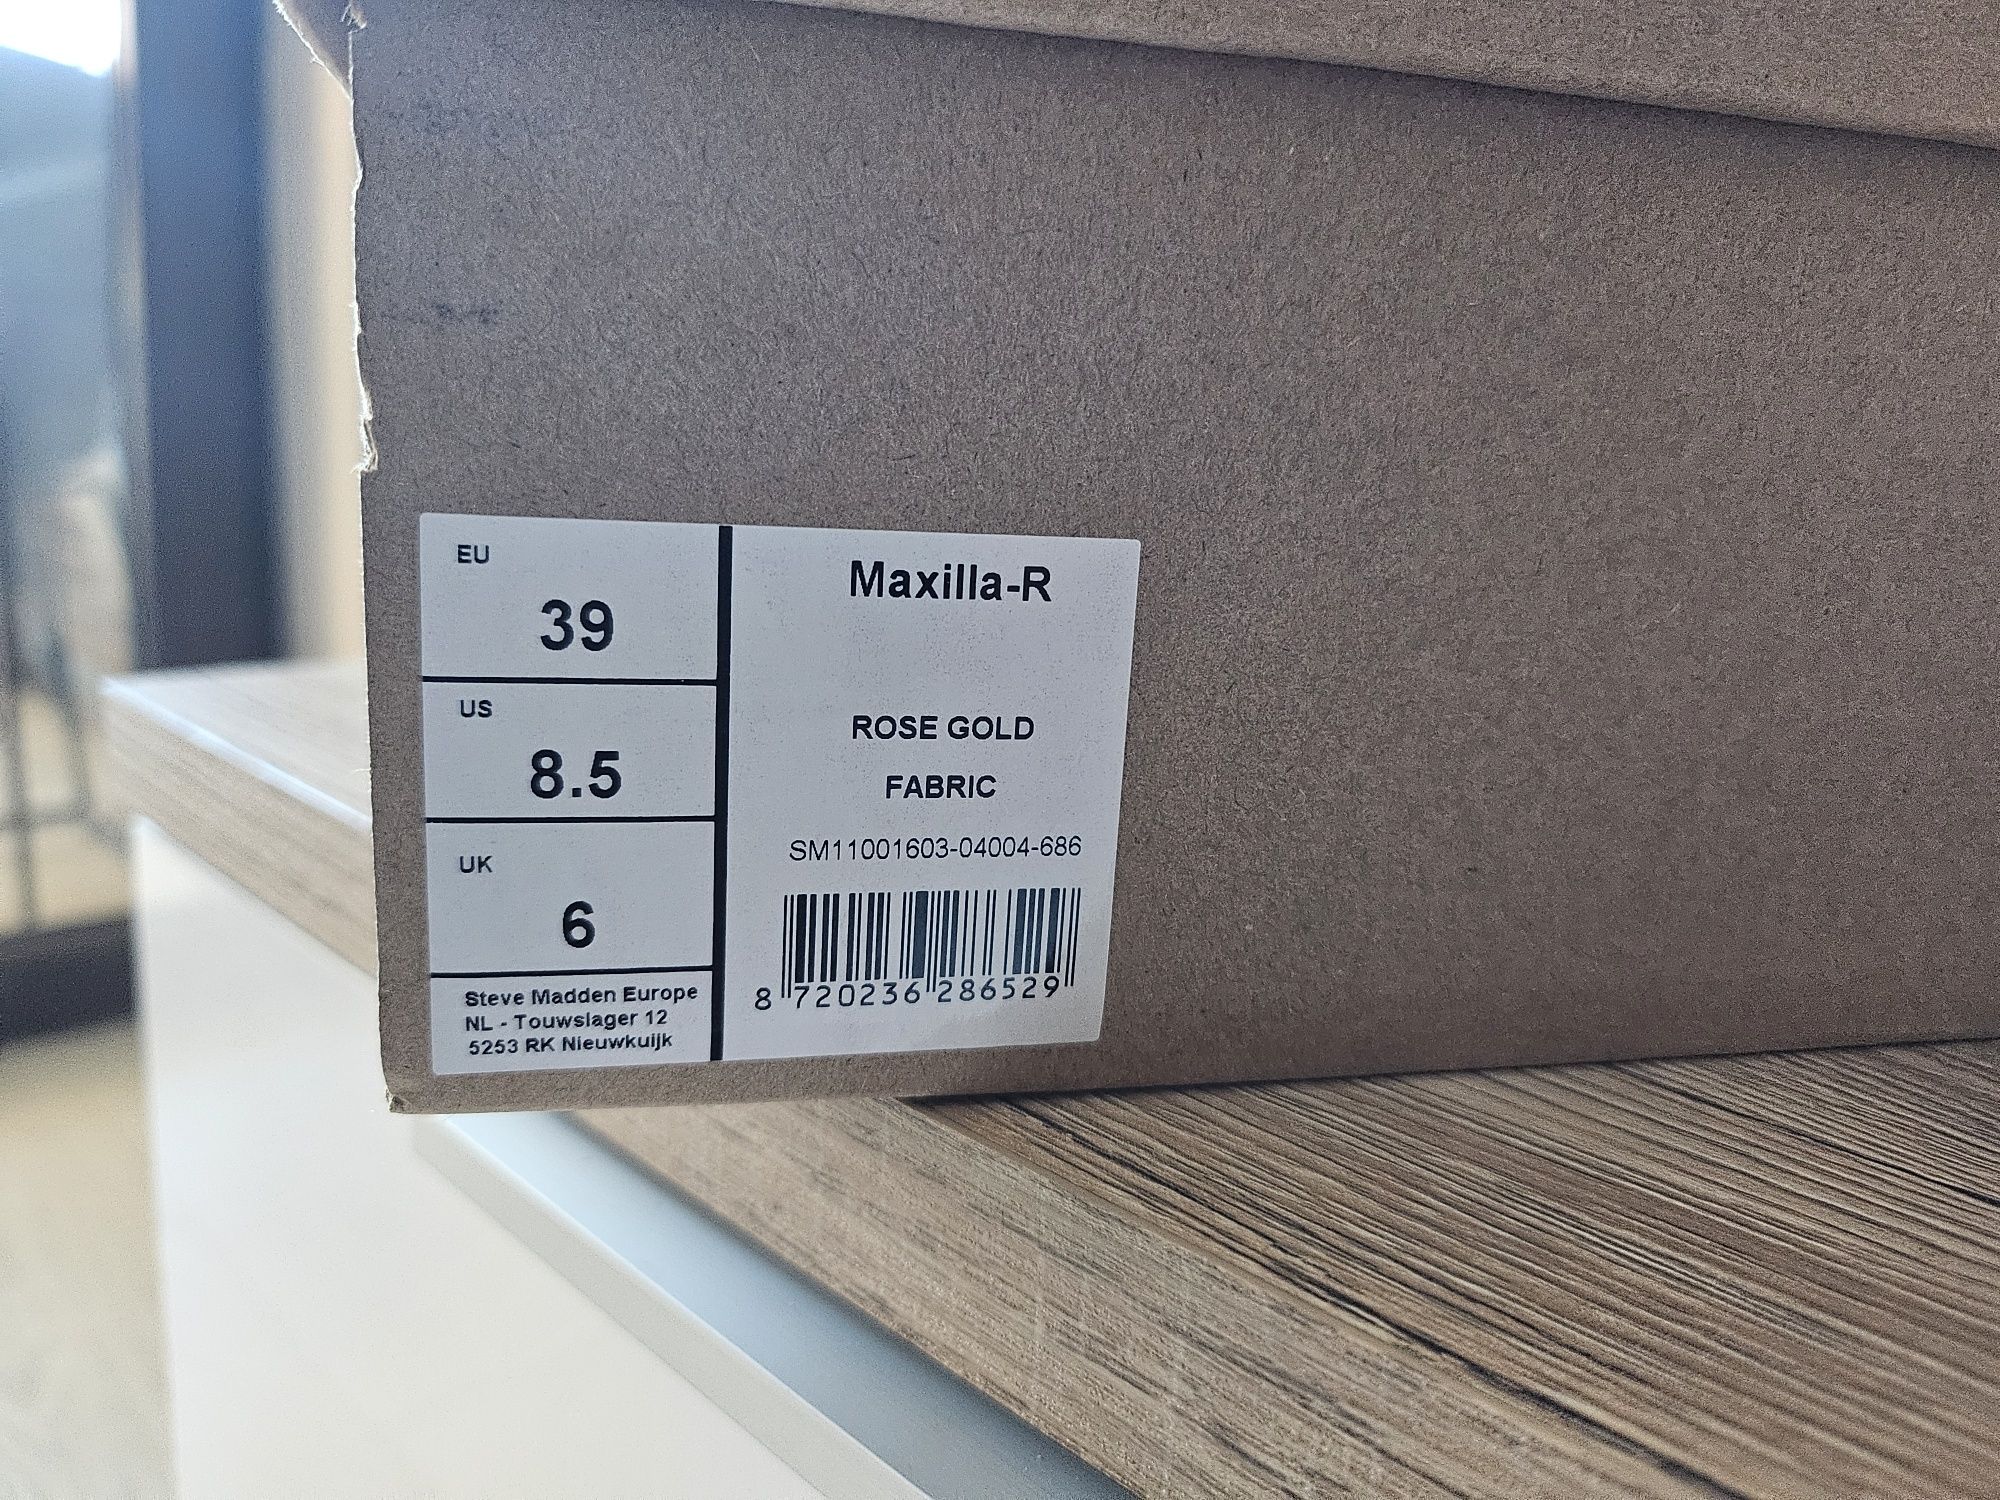 EU
39
US
8.5
UK
6
Steve Madden Europe
NL - Touwslager 12
5253 RK Nieuwkuijk
Maxilla-R
ROSE GOLD
FABRIC
SM11001603-04004-686
8 720236 286529